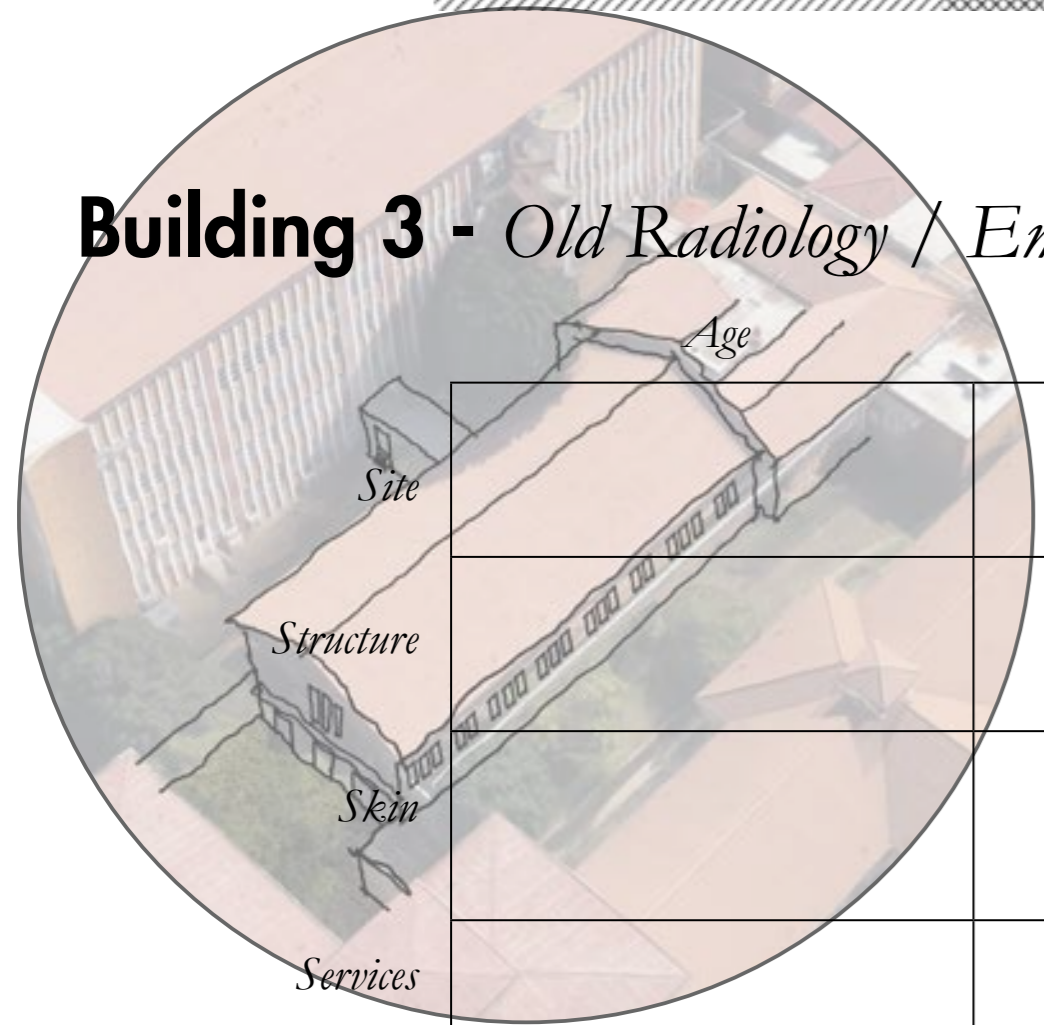 Building 3 - Old Radiology /
Age
Site
Structure
Skin
Services